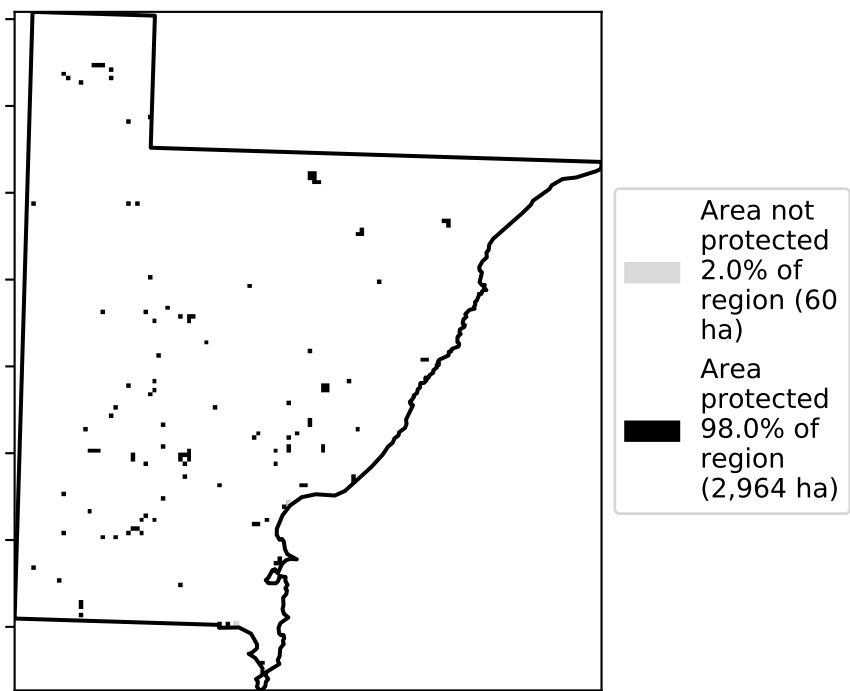 Area not
protected
2.0% of
region (60
ha)
Area
protected
98.0% of
region
(2,964 ha)